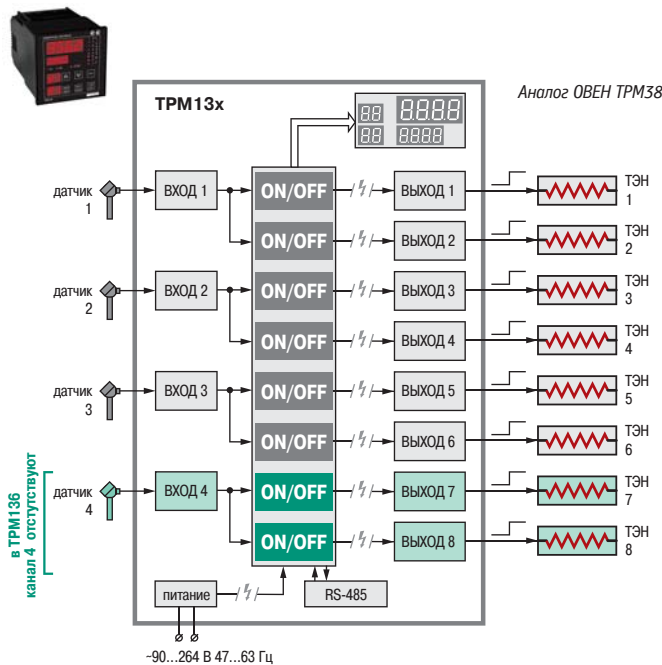 Аналог ОВЕН ТРМ38
ТРМ13х
88 8.8.8.8
88 8.8.8.8
датчик 1
ВХОД 1
ON/OFF
ВЫХОД 1
ТЭН 1
ON/OFF
ВЫХОД 2
ТЭН 2
датчик 2
ВХОД 2
ON/OFF
ВЫХОД 3
ТЭН 3
ON/OFF
ВЫХОД 4
ТЭН 4
датчик 3
ВХОД 3
ON/OFF
ВЫХОД 5
ТЭН 5
ON/OFF
ВЫХОД 6
ТЭН 6
в ТРМ136
канал 4 отсутствуют
датчик 4
ВХОД 4
ON/OFF
ВЫХОД 7
ТЭН 7
ON/OFF
ВЫХОД 8
ТЭН 8
питание
RS-485
~90...264 В 47...63 Гц